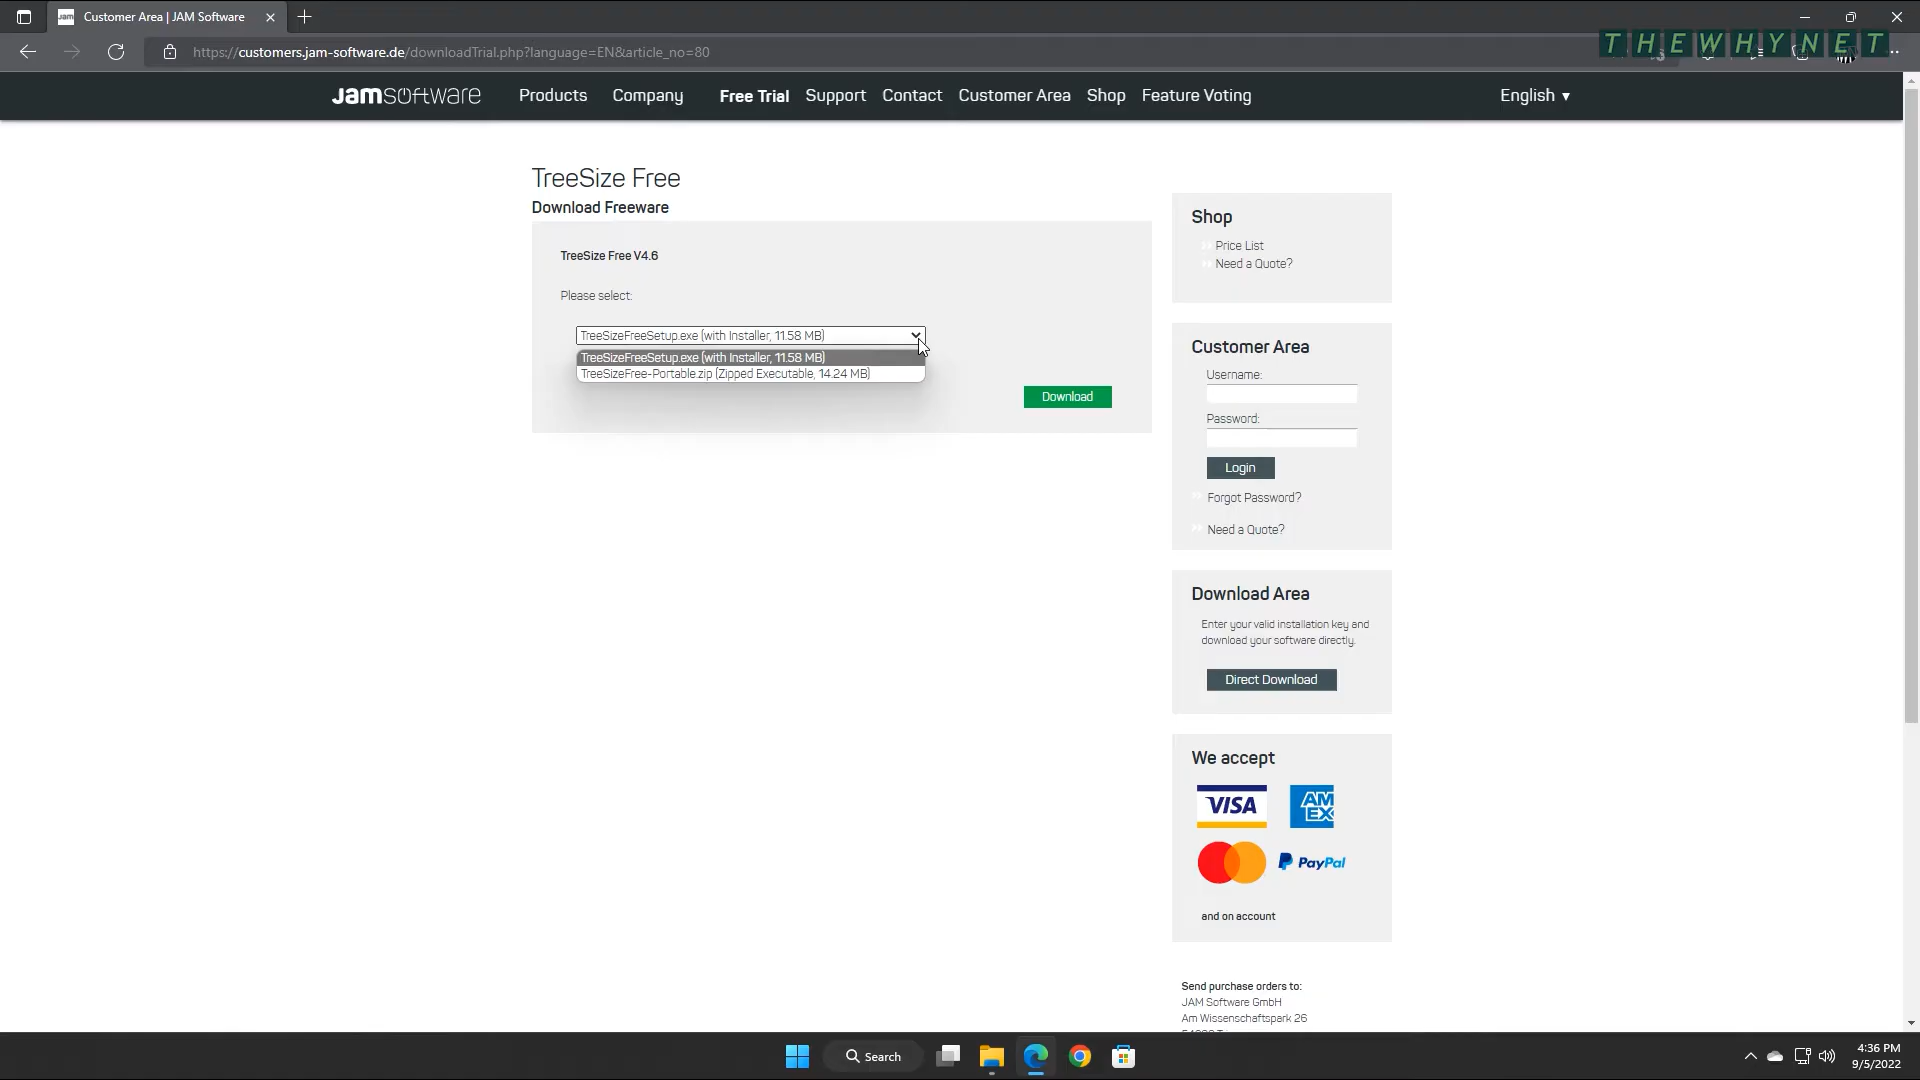 Customer Area | JAM Software
https://customers.jam-software.de/downloadTrial.php?language=EN&article_no=80
THEWHYNET
JAMSOFTWARE
Products Company Free Trial Support Contact Customer Area Shop Feature Voting English
TreeSize Free
Download Freeware
TreeSize Free V4.6
Please select:
TreeSizeFreeSetup.exe (with Installer, 11.58 MB)
TreeSizeFreeSetup.exe (with Installer, 11.58 MB)
TreeSizeFree-Portable.zip (Zipped Executable, 14.24 MB)
Download
Shop
Price List
Need a Quote?
Customer Area
Username:
Password:
Login
Forgot Password?
Need a Quote?
Download Area
Enter your valid installation key and
download your software directly.
Direct Download
We accept
VISA
AM
EX
PayPal
and on account
Send purchase orders to:
JAM Software GmbH
Am Wissenschaftspark 26
Search
4:36 PM
9/5/2022